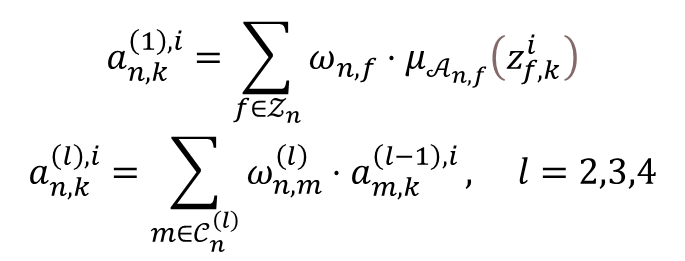 $a_{n,k}^{(1),i} = \sum_{f \in \mathcal{Z}_n} \omega_{n,f} \cdot \mu_{\mathcal{A}_{n,f}}(z_{f,k}^{i})$
$a_{n,k}^{(l),i} = \sum_{m \in \mathcal{C}_n^{(l)}} \omega_{n,m}^{(l)} \cdot a_{m,k}^{(l-1),i}, \quad l = 2,3,4$